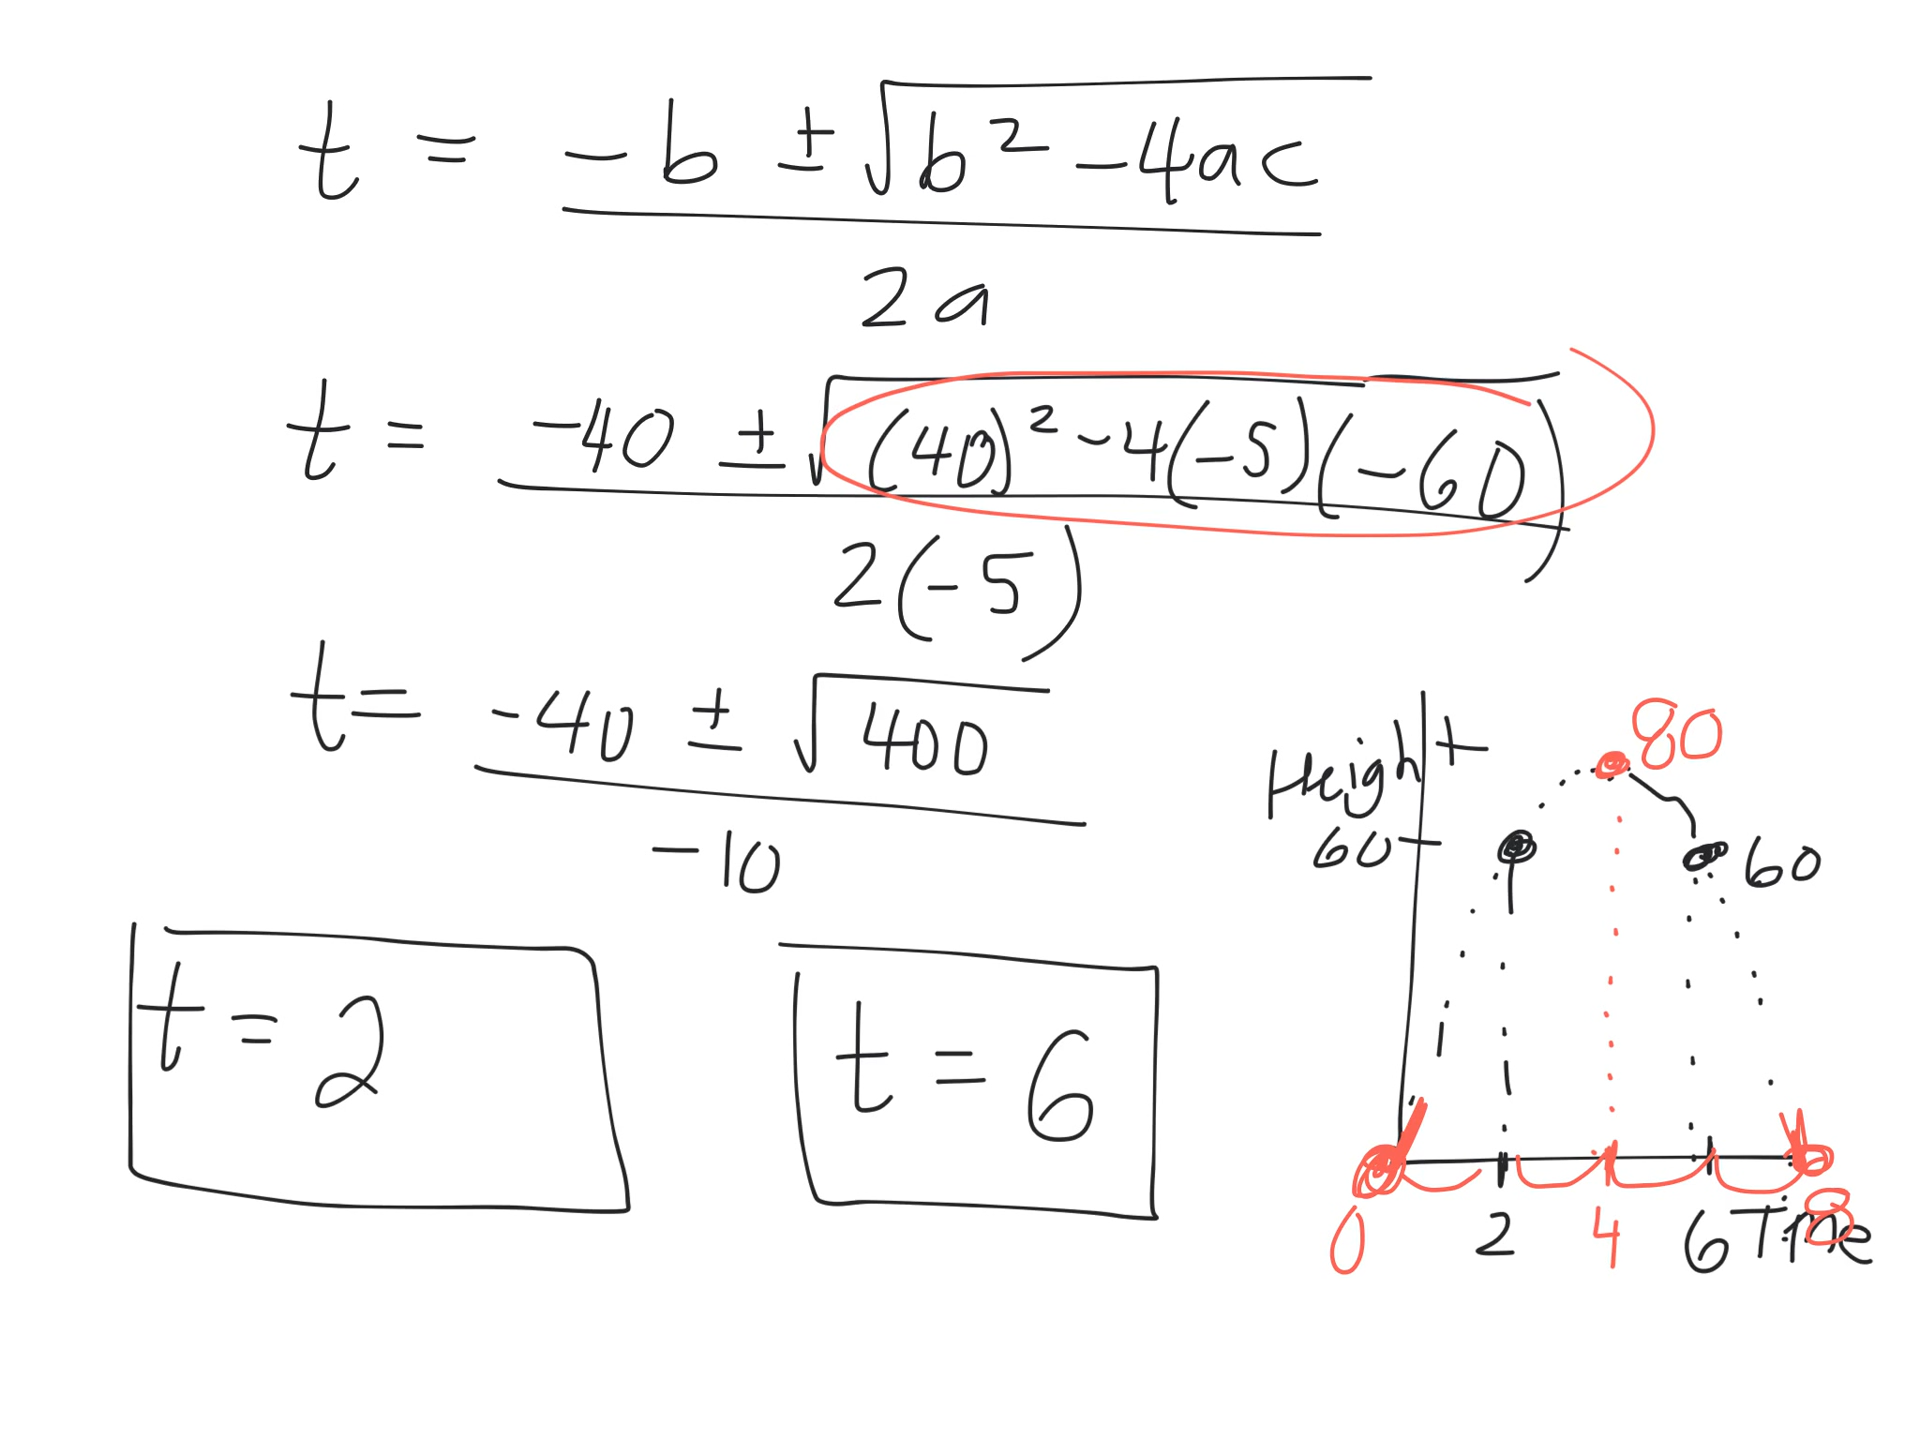 t = -b ± √b² - 4ac
2a
t = -40 ± √(40)² - 4(-5)(-60)
2(-5)
t = -40 ± √400
-10
t = 2
t = 6
Height
80
60
60
0 2 4 6 8
Time